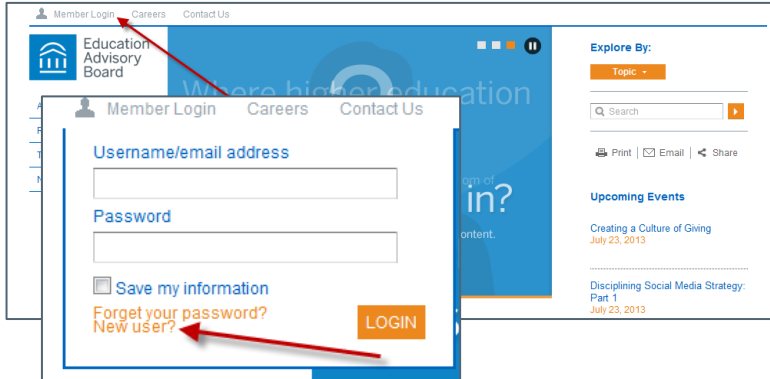 Member Login Careers Contact Us
Education
Advisory
Board
Where higher education
in?
ontent.
Explore By:
Topic
Search
Print | Email | Share
Upcoming Events
Creating a Culture of Giving
July 23, 2013
Disciplining Social Media Strategy:
Part 1
July 23, 2013
Member Login Careers Contact Us
Username/email address
Password
Save my information
Forget your password?
New user?
LOGIN